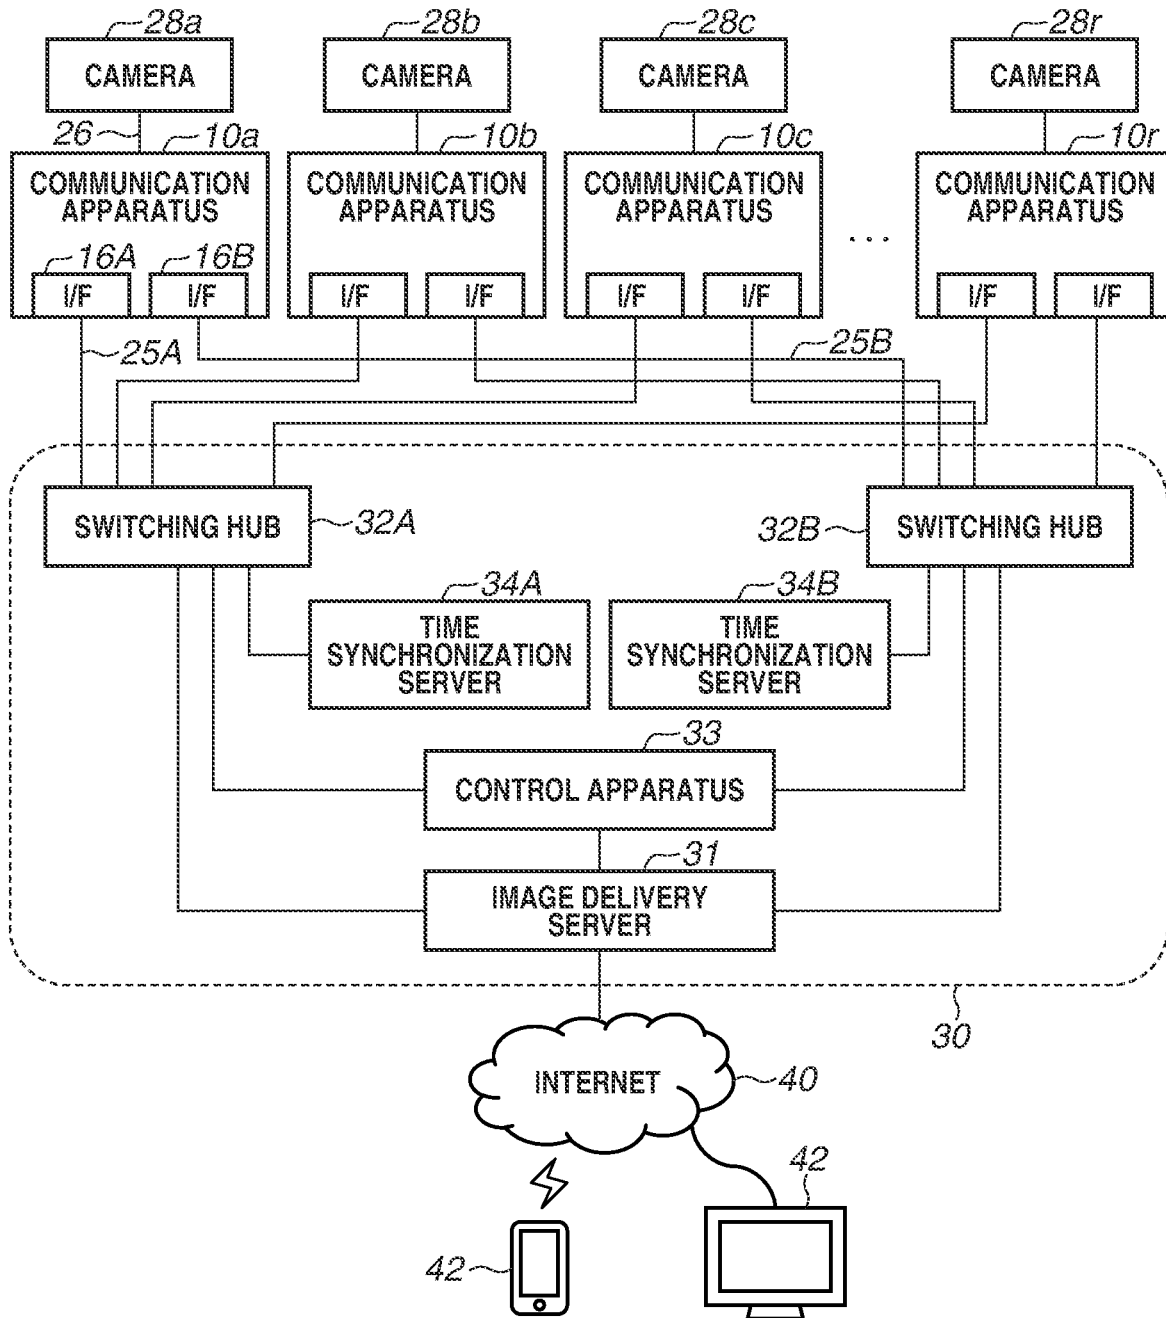 28a 28b 28c 28r
CAMERA CAMERA CAMERA CAMERA
26 10a 10b 10c 10r
COMMUNICATION APPARATUS
COMMUNICATION APPARATUS
COMMUNICATION APPARATUS
COMMUNICATION APPARATUS
...
16A 16B
I/F I/F I/F I/F I/F I/F I/F I/F
25A 25B
SWITCHING HUB 32A 32B SWITCHING HUB
34A 34B
TIME
SYNCHRONIZATION
SERVER
TIME
SYNCHRONIZATION
SERVER
33
CONTROL APPARATUS
31
IMAGE DELIVERY
SERVER
30
INTERNET 40
42
42